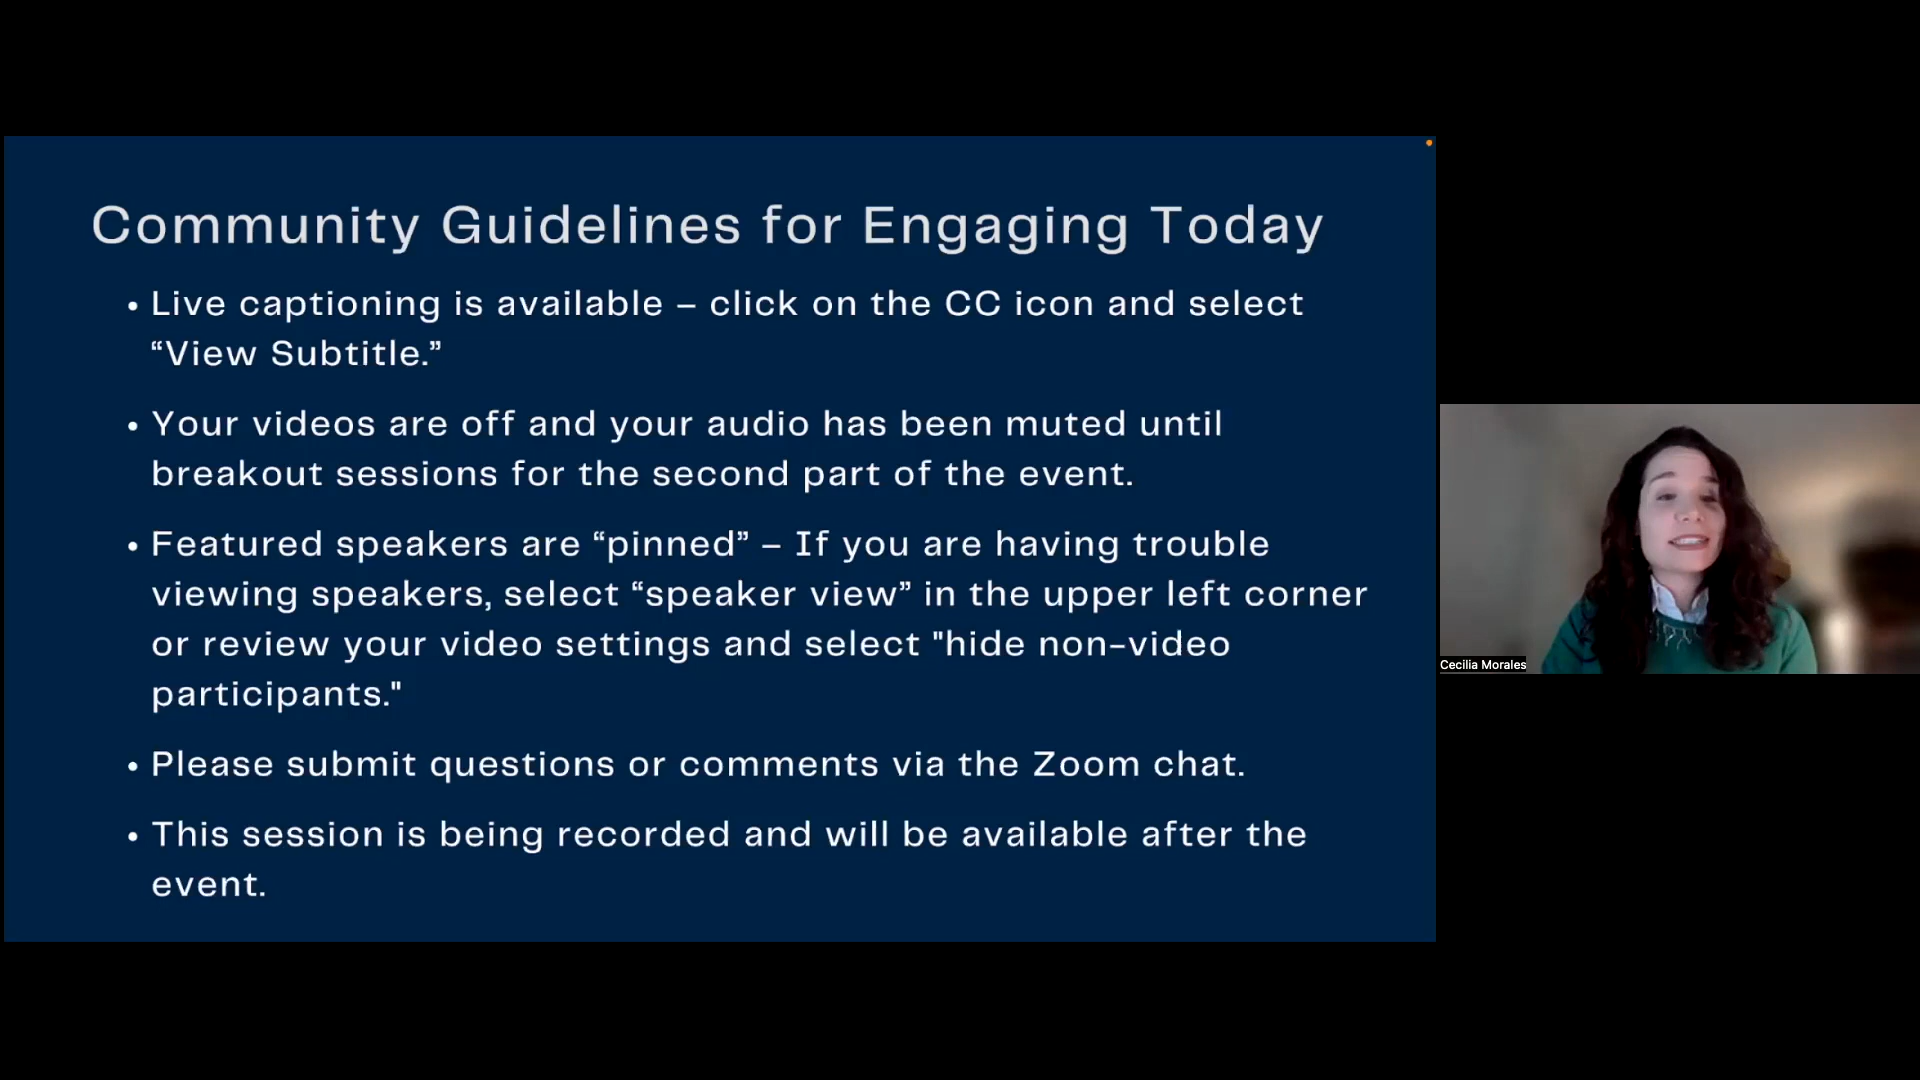 Community Guidelines for Engaging Today
• Live captioning is available – click on the CC icon and select
“View Subtitle.”
• Your videos are off and your audio has been muted until
breakout sessions for the second part of the event.
• Featured speakers are “pinned” – If you are having trouble
viewing speakers, select “speaker view” in the upper left corner
or review your video settings and select "hide non-video
participants."
• Please submit questions or comments via the Zoom chat.
• This session is being recorded and will be available after the
event.
Cecilia Morales